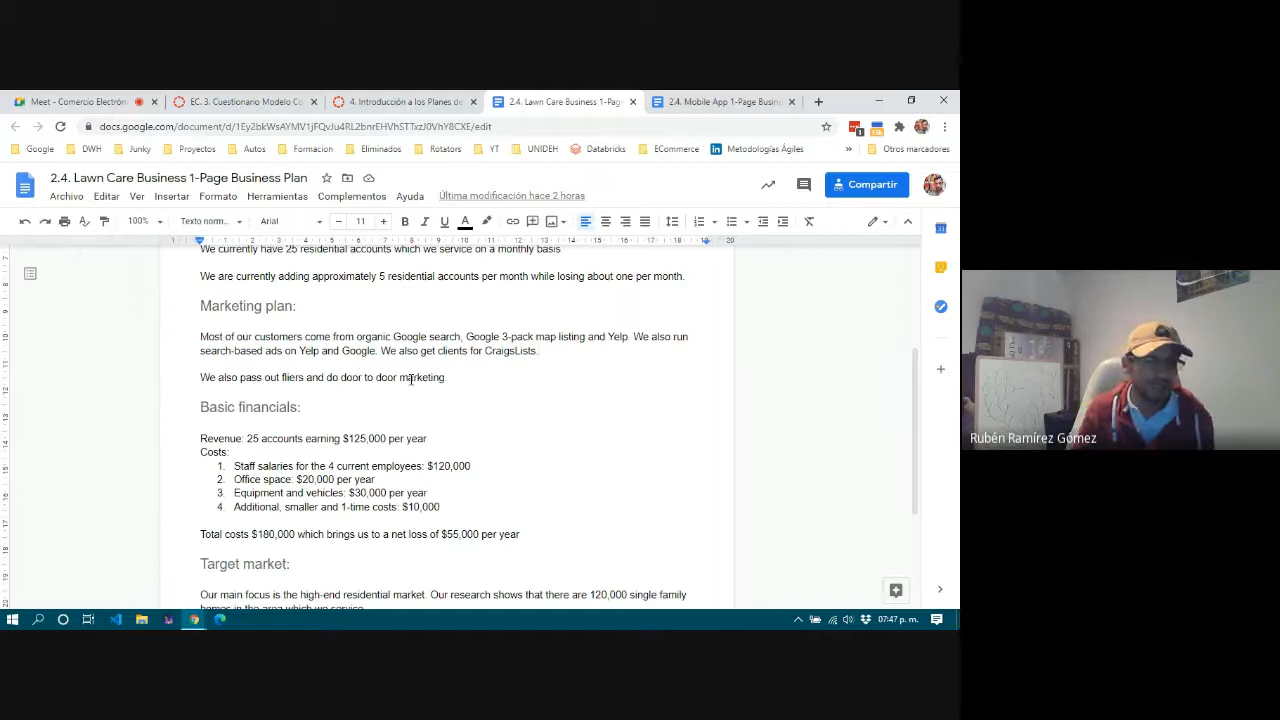 Meet - Comercio Electrón
EC. 3. Cuestionario Modelo Co
4. Introducción a los Planes de
2.4. Lawn Care Business 1-Page
2.4. Mobile App 1-Page Busine
docs.google.com/document/d/1Ey2bkWsAYMV1jFQvJu4RL2bnrEHVhSTTxzJ0VhY8CXE/edit
Google
DWH
Junky
Proyectos
Autos
Formacion
Eliminados
Rotators
YT
UNIDEH
Databricks
ECommerce
Metodologías Ágiles
Otros marcadores
2.4. Lawn Care Business 1-Page Business Plan
Archivo Editar Ver Insertar Formato Herramientas Complementos Ayuda Última modificación hace 2 horas
Compartir
100% Texto norm... Arial 11
We currently have 25 residential accounts which we service on a monthly basis
We are currently adding approximately 5 residential accounts per month while losing about one per month.
Marketing plan:
Most of our customers come from organic Google search, Google 3-pack map listing and Yelp. We also run
search-based ads on Yelp and Google. We also get clients for CraigsLists.
We also pass out fliers and do door to door marketing.
Basic financials:
Revenue: 25 accounts earning $125,000 per year
Costs:
1. Staff salaries for the 4 current employees: $120,000
2. Office space: $20,000 per year
3. Equipment and vehicles: $30,000 per year
4. Additional, smaller and 1-time costs: $10,000
Total costs $180,000 which brings us to a net loss of $55,000 per year
Target market:
Our main focus is the high-end residential market. Our research shows that there are 120,000 single family
homes in the area which we service
07:47 p. m.
Rubén Ramírez Gómez